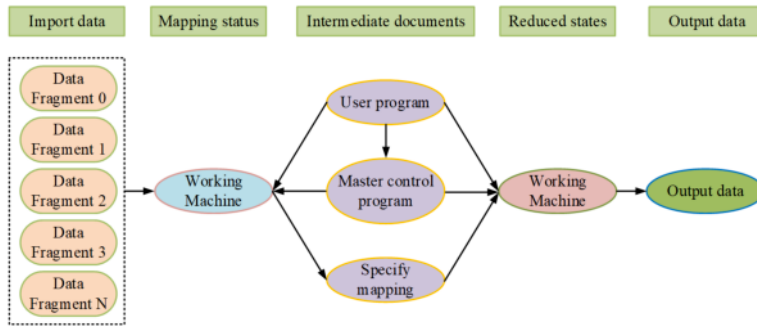 Import data
Mapping status
Intermediate documents
Reduced states
Output data
Data
Fragment 0
Data
Fragment 1
Data
Fragment 2
Data
Fragment 3
Data
Fragment N
Working
Machine
User program
Master control
program
Specify
mapping
Working
Machine
Output data